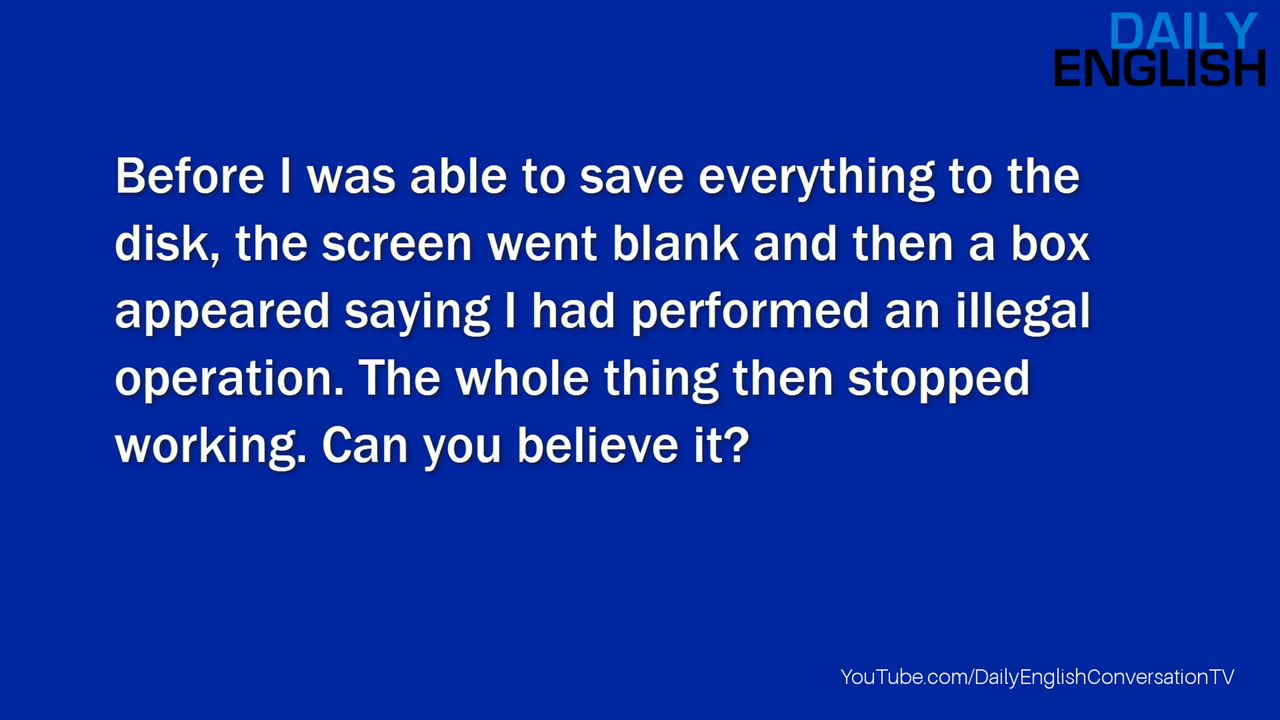 DAILY
ENGLISH
Before I was able to save everything to the
disk, the screen went blank and then a box
appeared saying I had performed an illegal
operation. The whole thing then stopped
working. Can you believe it?
YouTube.com/DailyEnglishConversationTV